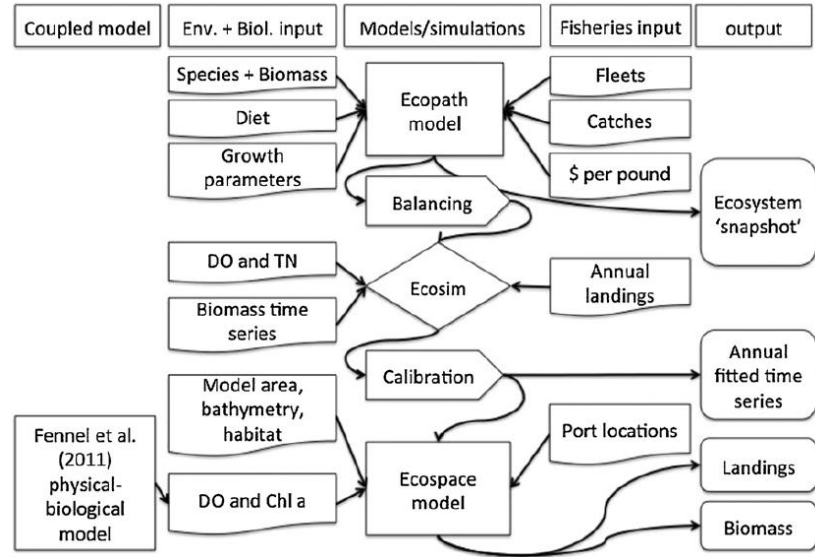 Coupled model
Env. + Biol. input
Models/simulations
Fisheries input
output
Species + Biomass
Diet
Growth
parameters
Ecopath
model
Fleets
Catches
$ per pound
Balancing
Ecosystem
‘snapshot’
DO and TN
Biomass time
series
Ecosim
Annual
landings
Calibration
Annual
fitted time
series
Model area,
bathymetry,
habitat
Fennel et al.
(2011)
physical-
biological
model
DO and Chl a
Ecospace
model
Port locations
Landings
Biomass